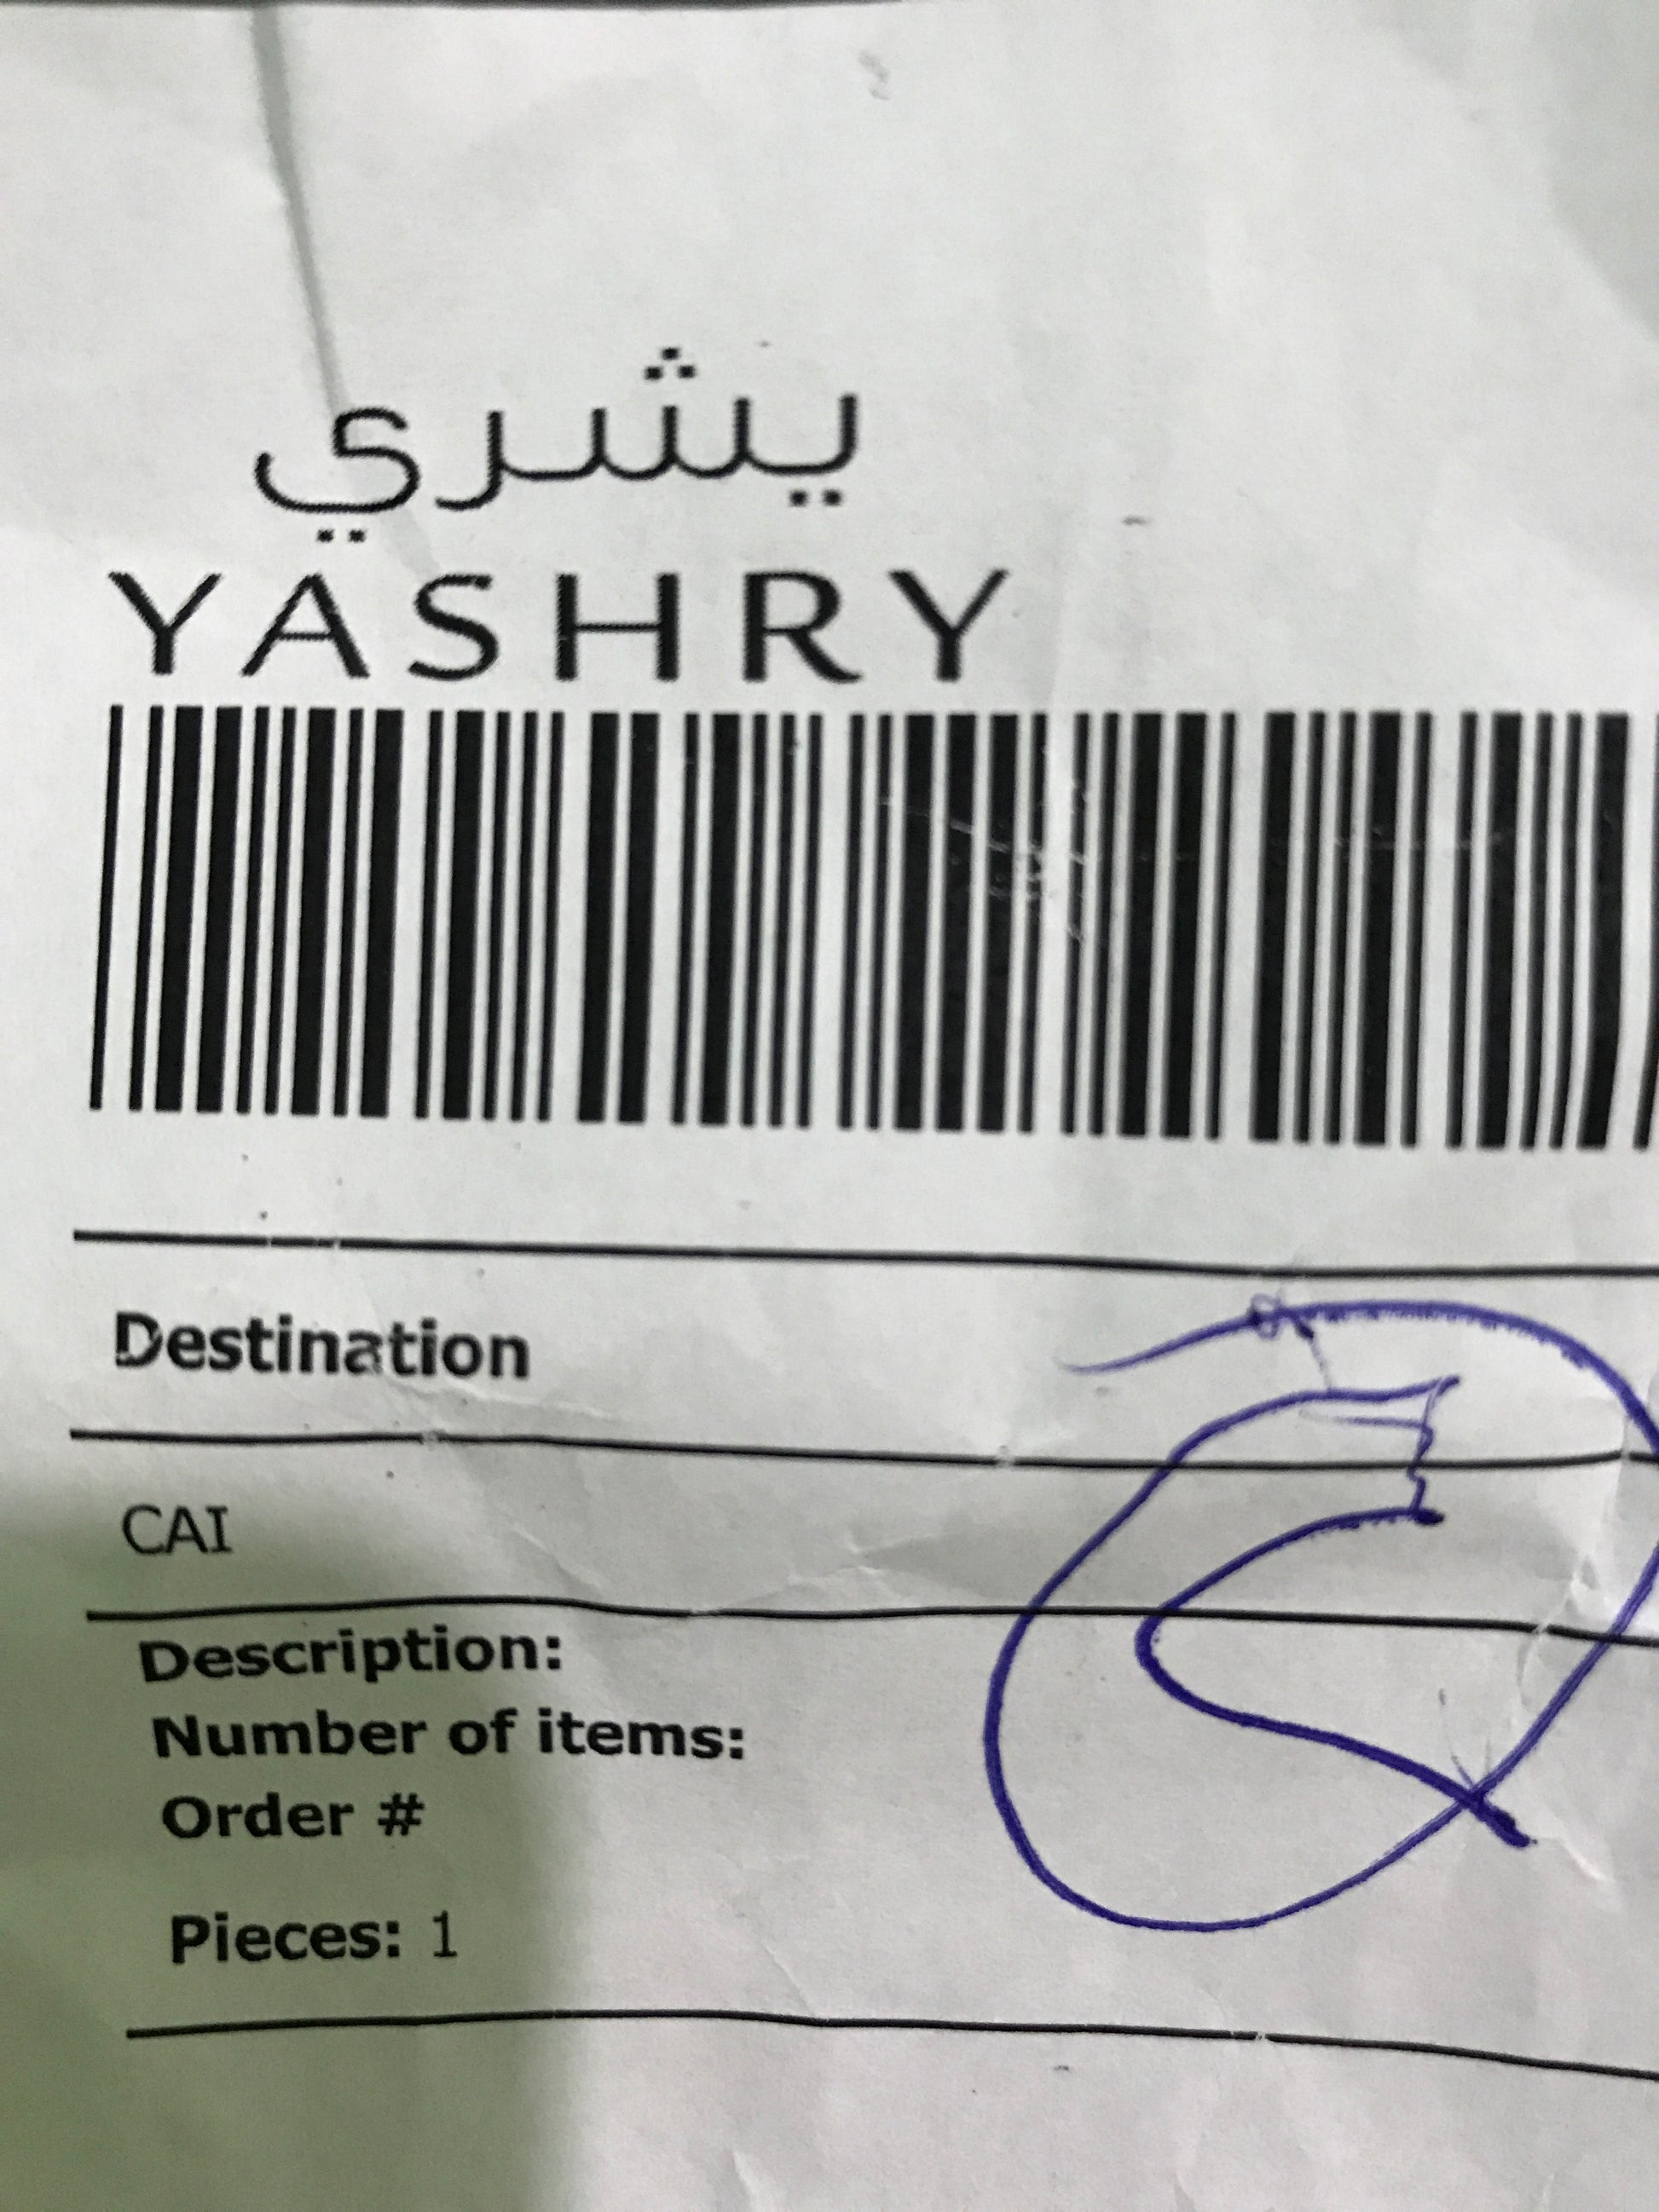 يشري
YASHRY
Destination
CAI
Description:
Number of items:
Order #
Pieces: 1